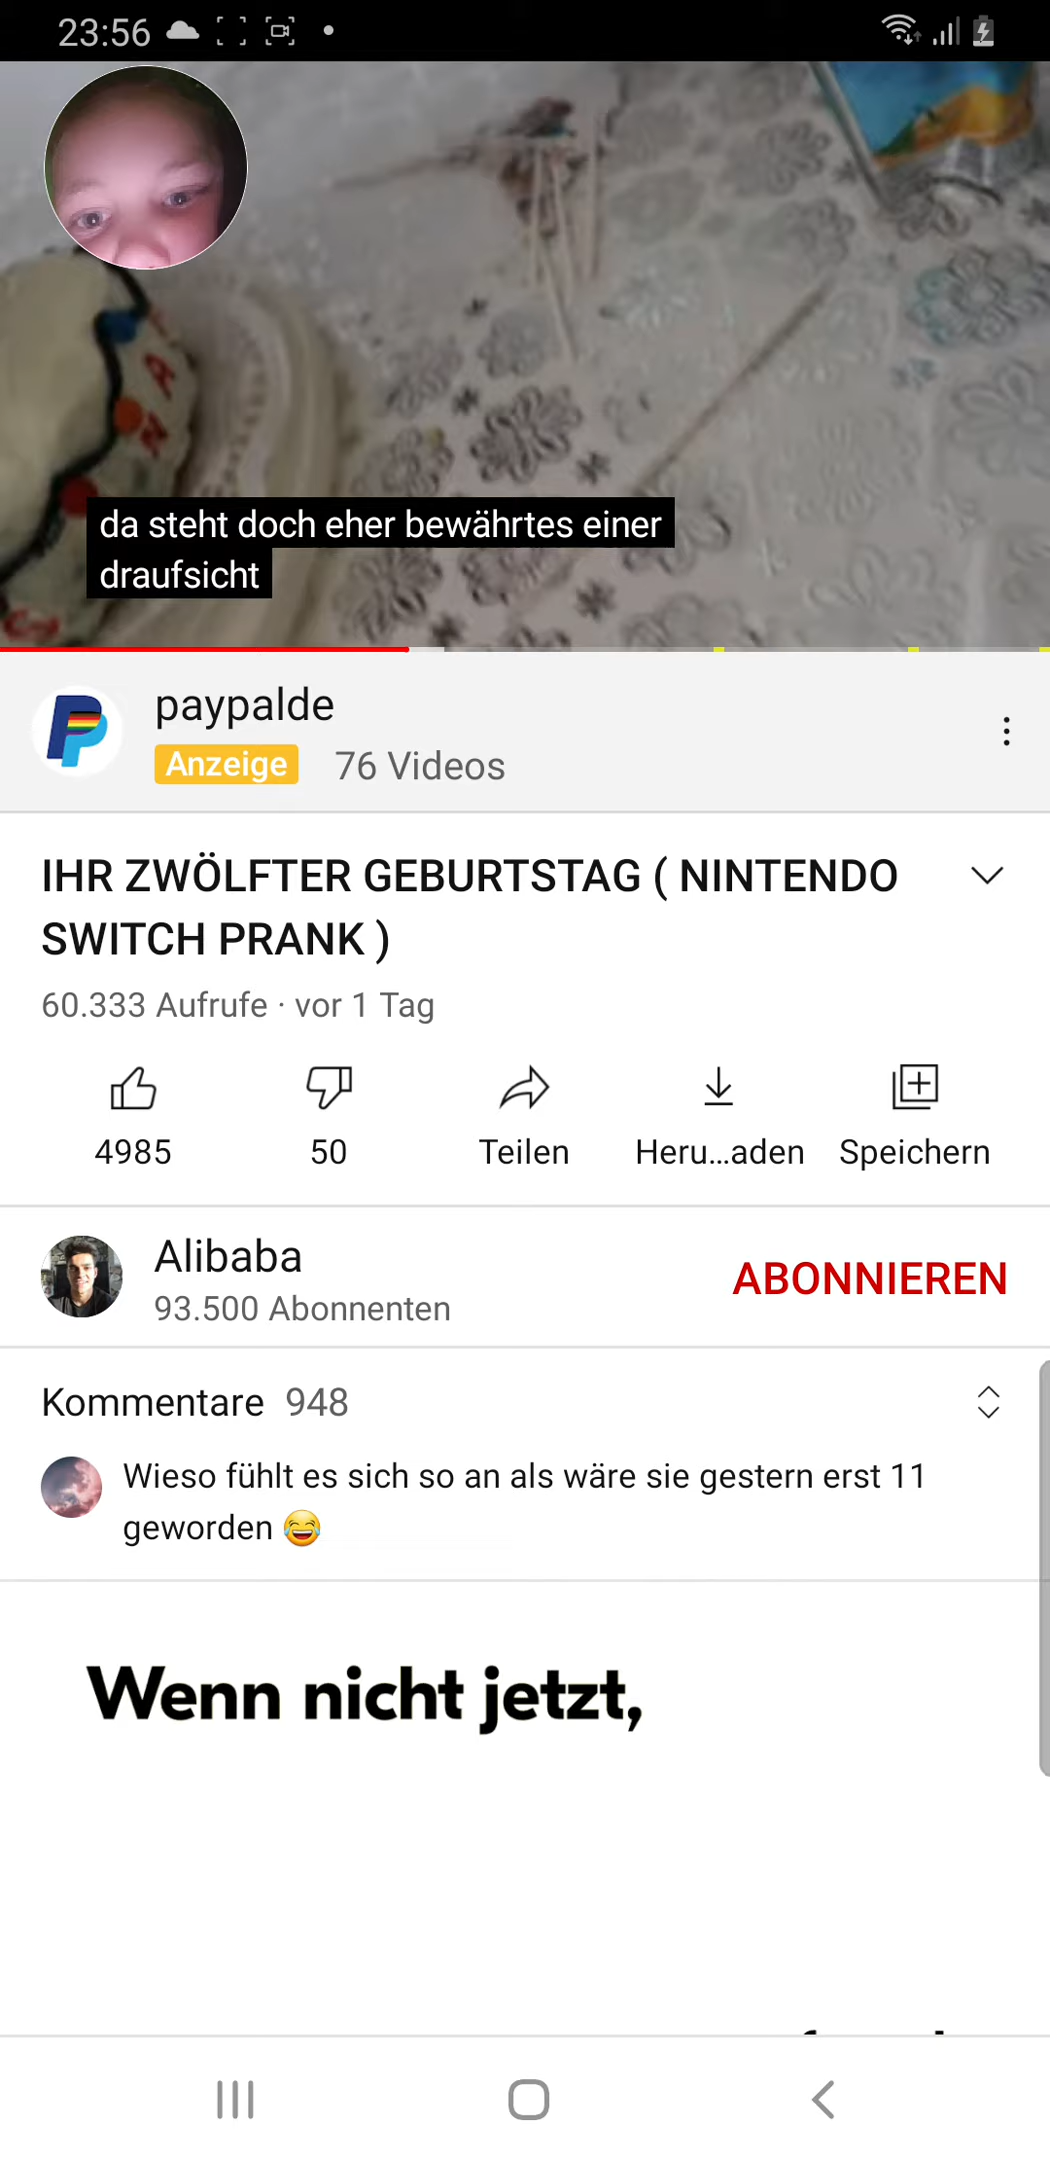 23:56
da steht doch eher bewährtes einer
draufsicht
paypalde
Anzeige 76 Videos
IHR ZWÖLFTER GEBURTSTAG ( NINTENDO
SWITCH PRANK )
60.333 Aufrufe · vor 1 Tag
4985 50 Teilen Heru...aden Speichern
Alibaba
93.500 Abonnenten
ABONNIEREN
Kommentare 948
Wieso fühlt es sich so an als wäre sie gestern erst 11
geworden 😂
Wenn nicht jetzt,